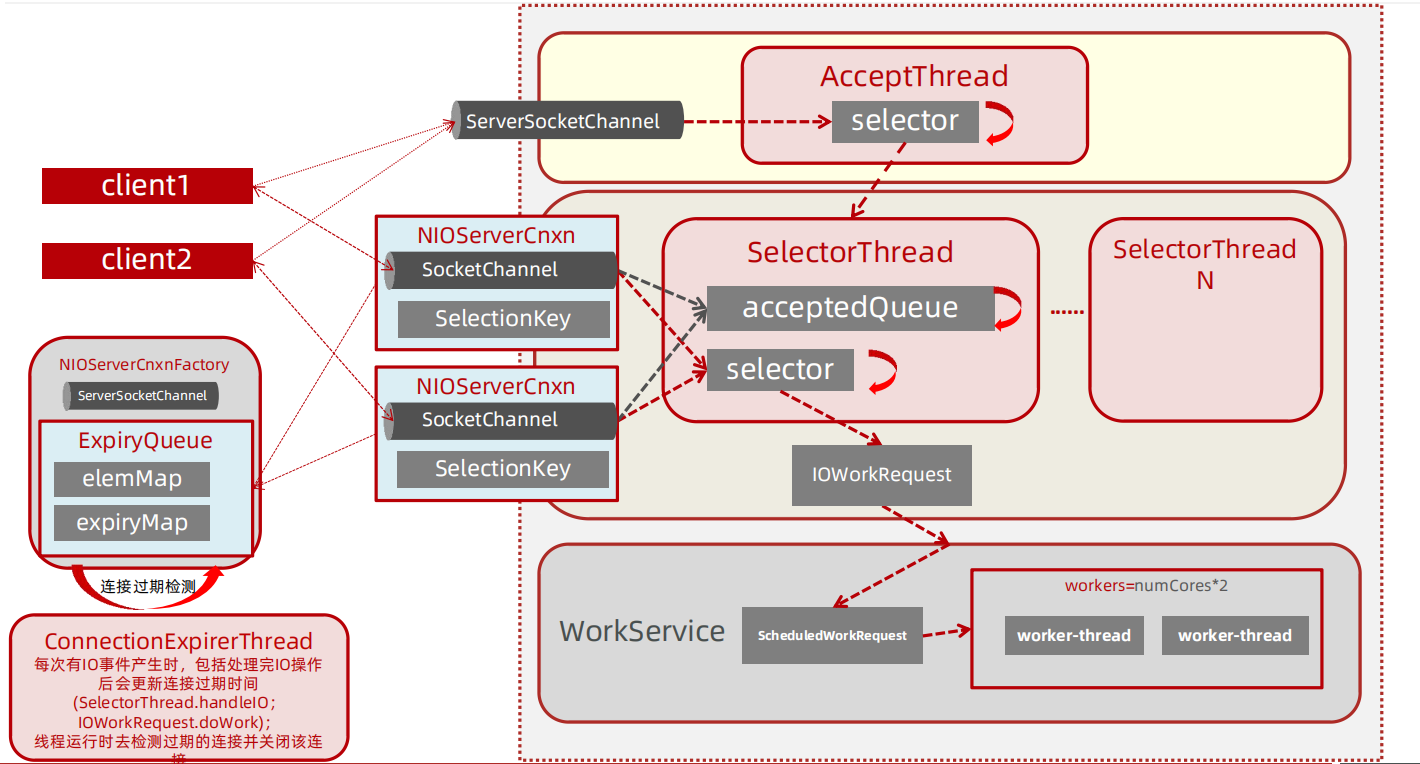 AcceptThread
selector
ServerSocketChannel
client1
client2
NIOServerCnxn
SocketChannel
SelectionKey
NIOServerCnxn
SocketChannel
SelectionKey
SelectorThread
acceptedQueue
selector
......
SelectorThread
N
IOWorkRequest
NIOServerCnxnFactory
ServerSocketChannel
ExpiryQueue
elemMap
expiryMap
连接过期检测
ConnectionExpirerThread
每次有IO事件产生时，包括处理完IO操作
后会更新连接过期时间
(SelectorThread.handleIO；
IOWorkRequest.doWork)；
线程运行时去检测过期的连接并关闭该连
接
WorkService
ScheduledWorkRequest
workers=numCores*2
worker-thread
worker-thread